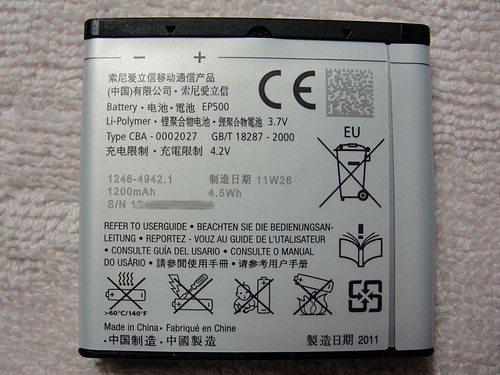 − +
索尼爱立信移动通信产品
(中国)有限公司 · 索尼爱立信
Battery · 电池 · 電池 EP500
Li-Polymer · 锂聚合物电池 · 鋰聚合物電池 3.7V
Type CBA - 0002027 GB/T 18287 - 2000
充电限制 · 充電限制 4.2V
CE
EU
1246-4942.1 制造日期 11W26
1200mAh 4.5Wh
S/N 12
REFER TO USERGUIDE • BEACHTEN SIE DIE BEDIENUNGSAN-
LEITUNG • REPORTEZ - VOUZ AU GUIDE DE L'UTALISATEUR
• CONSULTE GUÍA DEL USARIO • CONSULTE O MANUAL
DO USÁRIO • 請參閱使用手冊 • 请参考用户手册
>60°C/140°F
Made in China • Fabriqué en Chine
· 中国制造 · 中國製造 製造日期 2011